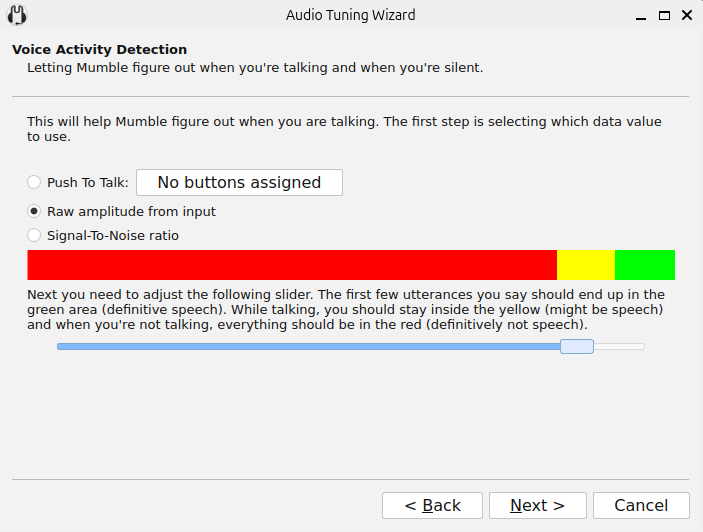 Audio Tuning Wizard
Voice Activity Detection
Letting Mumble figure out when you're talking and when you're silent.
This will help Mumble figure out when you are talking. The first step is selecting which data value
to use.
Push To Talk: No buttons assigned
Raw amplitude from input
Signal-To-Noise ratio
Next you need to adjust the following slider. The first few utterances you say should end up in the
green area (definitive speech). While talking, you should stay inside the yellow (might be speech)
and when you're not talking, everything should be in the red (definitively not speech).
< Back Next > Cancel